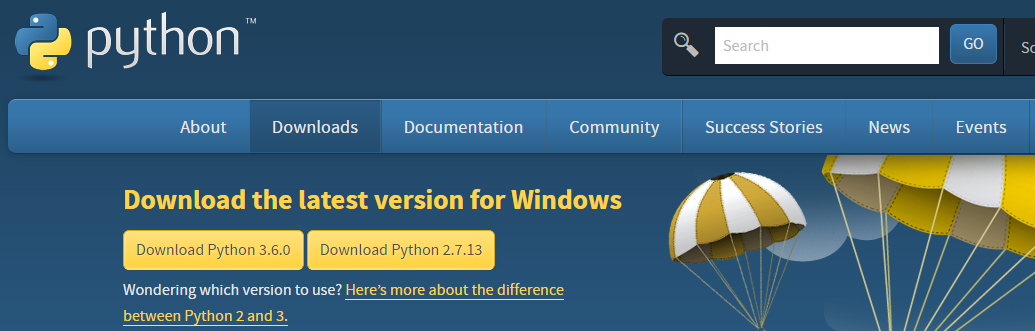 python™
Search
GO
About
Downloads
Documentation
Community
Success Stories
News
Events
Download the latest version for Windows
Download Python 3.6.0
Download Python 2.7.13
Wondering which version to use? Here's more about the difference
between Python 2 and 3.